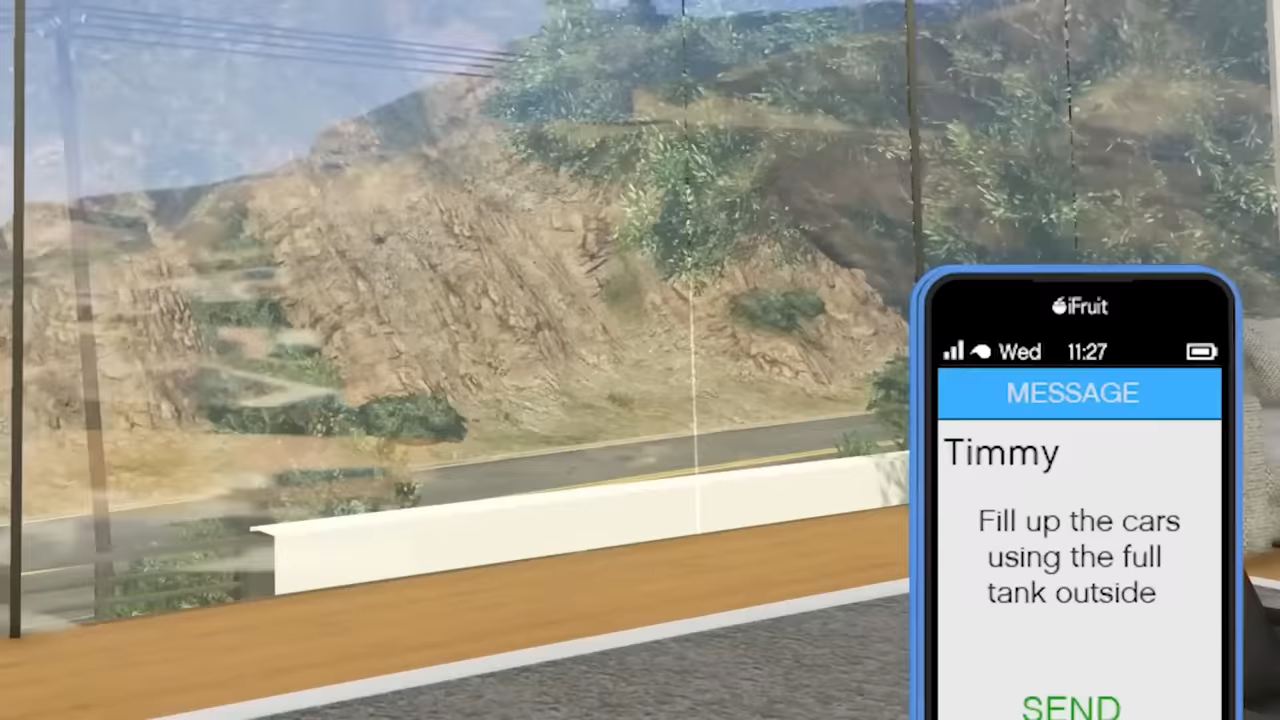 iFruit
Wed 11:27
MESSAGE
Timmy
Fill up the cars
using the full
tank outside
SEND